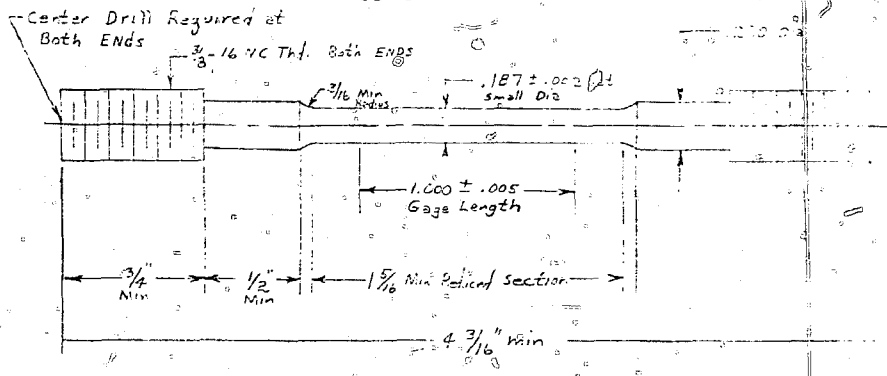 Center Drill Required at
Both ENds
3/8-16 NC Thd. Both ENDS
3/16 Min
Radius
.187 ± .002
Small Dia
1.000 ± .005
Gage Length
3/4"
Min
1/2"
Min
1 5/16 Min Reduced Section
4 3/16" min